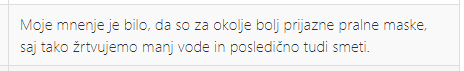 Moje mnenje je bilo, da so za okolje bolj prijazne pralne maske,
saj tako žrtvujemo manj vode in posledično tudi smeti.